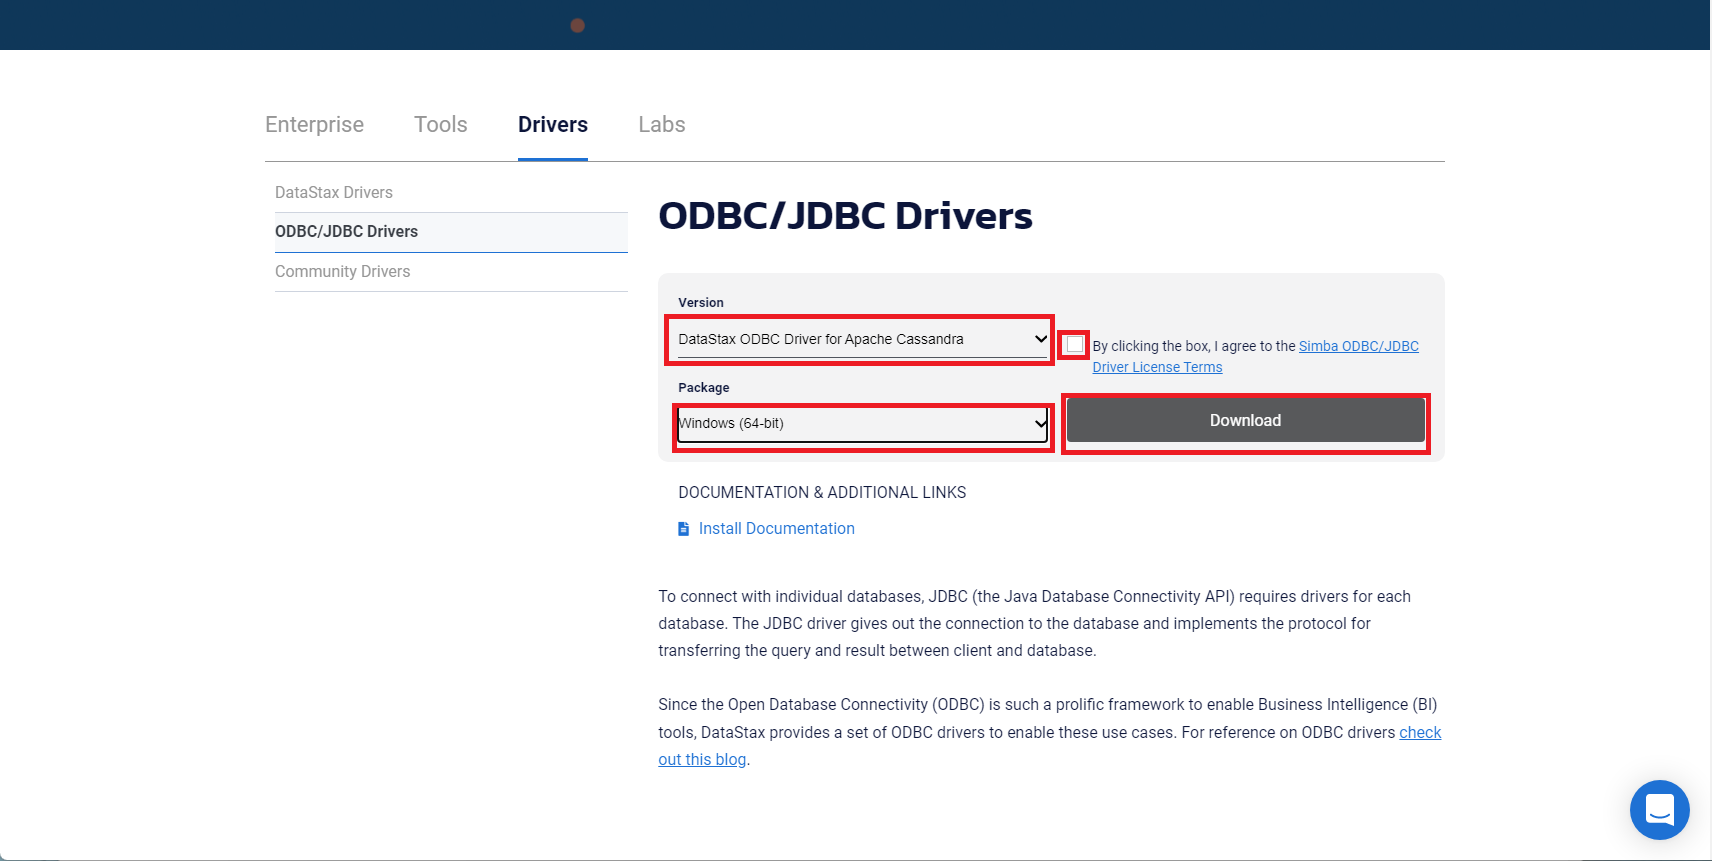 Enterprise Tools Drivers Labs
DataStax Drivers
ODBC/JDBC Drivers
Community Drivers
ODBC/JDBC Drivers
Version
DataStax ODBC Driver for Apache Cassandra
By clicking the box, I agree to the Simba ODBC/JDBC
Driver License Terms
Package
Windows (64-bit)
Download
DOCUMENTATION & ADDITIONAL LINKS
Install Documentation
To connect with individual databases, JDBC (the Java Database Connectivity API) requires drivers for each
database. The JDBC driver gives out the connection to the database and implements the protocol for
transferring the query and result between client and database.
Since the Open Database Connectivity (ODBC) is such a prolific framework to enable Business Intelligence (BI)
tools, DataStax provides a set of ODBC drivers to enable these use cases. For reference on ODBC drivers check
out this blog.